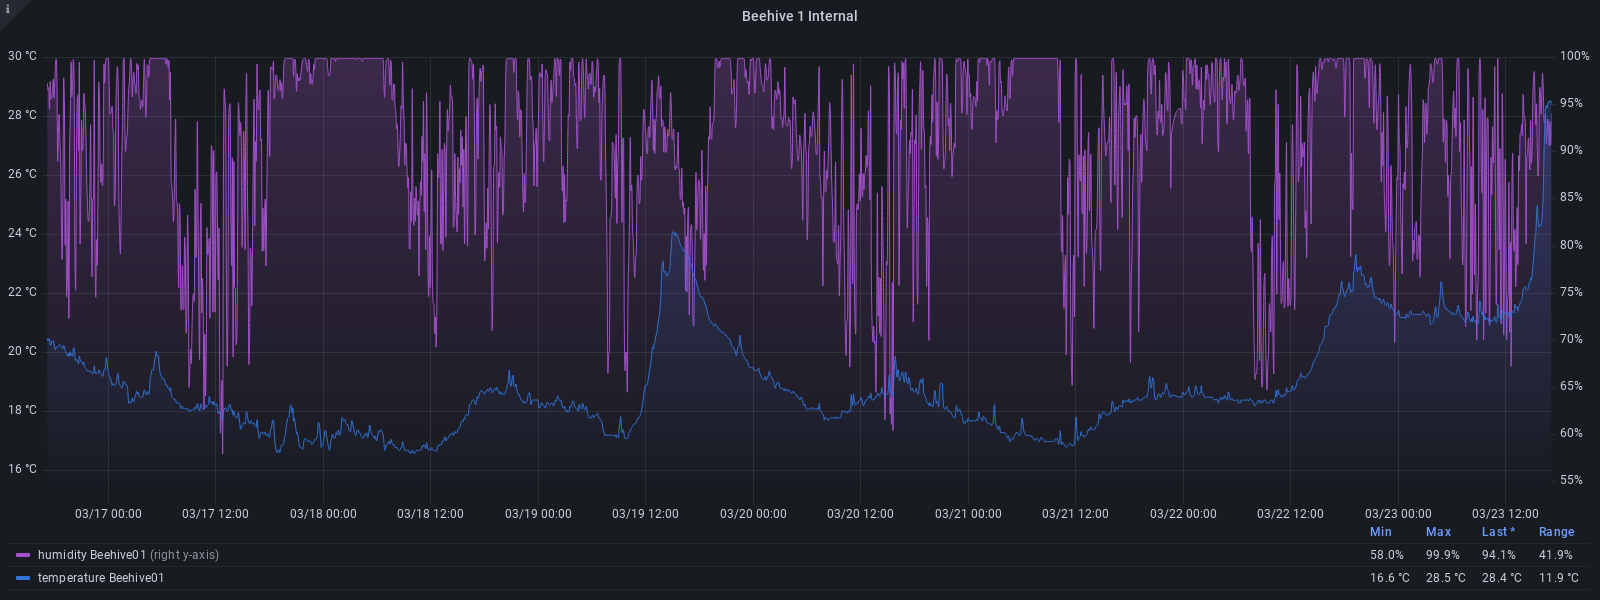 i
Beehive 1 Internal
30 °C 100%
28 °C 95%
26 °C 90%
24 °C 85%
22 °C 80%
20 °C 75%
18 °C 70%
16 °C 65%
60%
55%
03/17 00:00 03/17 12:00 03/18 00:00 03/18 12:00 03/19 00:00 03/19 12:00 03/20 00:00 03/20 12:00 03/21 00:00 03/21 12:00 03/22 00:00 03/22 12:00 03/23 00:00 03/23 12:00
Min Max Last * Range
humidity Beehive01 (right y-axis) 58.0% 99.9% 94.1% 41.9%
temperature Beehive01 16.6 °C 28.5 °C 28.4 °C 11.9 °C